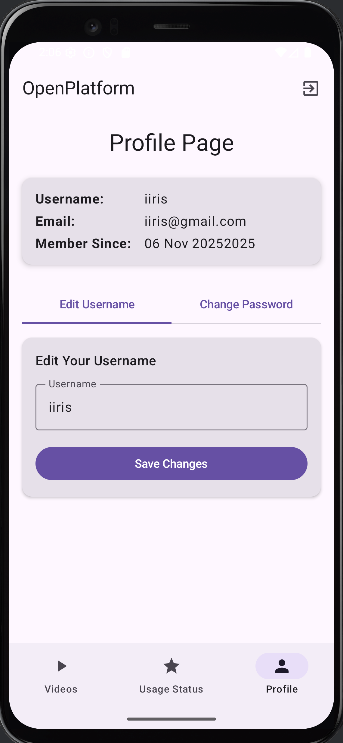 OpenPlatform
Profile Page
Username: iiris
Email: iiris@gmail.com
Member Since: 06 Nov 20252025
Edit Username Change Password
Edit Your Username
Username
iiris
Save Changes
Videos Usage Status Profile